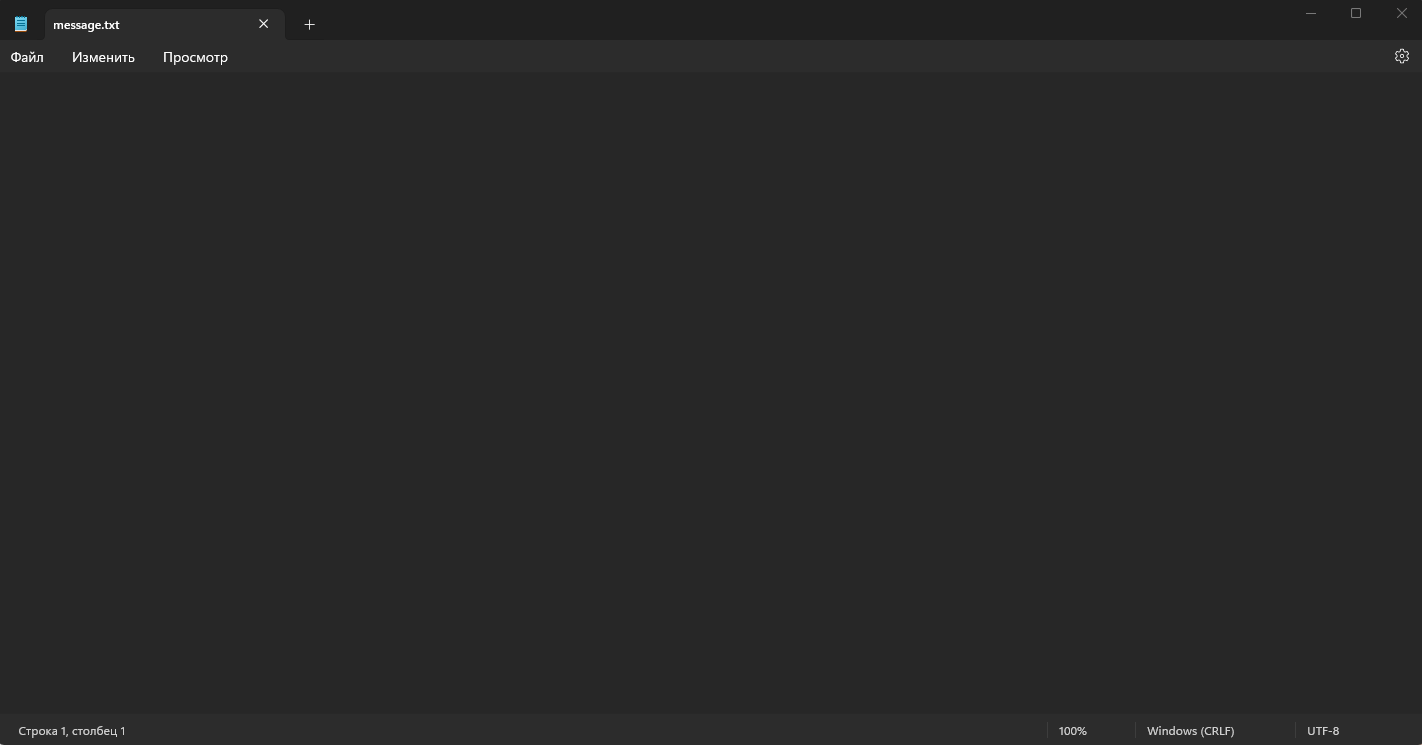 message.txt
Файл Изменить Просмотр
Строка 1, столбец 1 100% Windows (CRLF) UTF-8